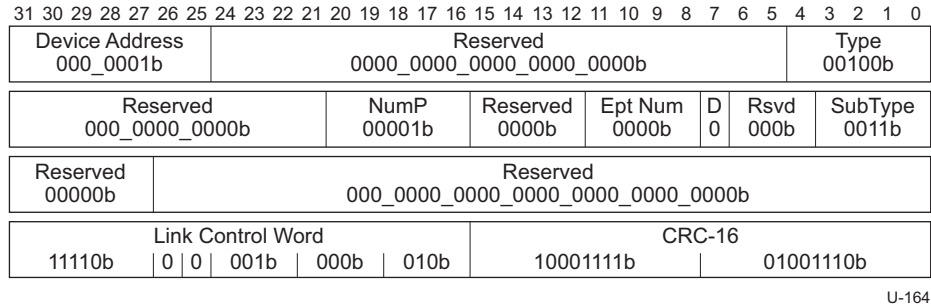 31 30 29 28 27 26 25 24 23 22 21 20 19 18 17 16 15 14 13 12 11 10 9 8 7 6 5 4 3 2 1 0
Device Address Reserved Type
000_0001b 0000_0000_0000_0000_0000b 00100b
Reserved NumP Reserved Ept Num D Rsvd SubType
000_0000_0000b 00001b 0000b 0000b 0 000b 0011b
Reserved Reserved
00000b 000_0000_0000_0000_0000_0000_0000b
Link Control Word CRC-16
11110b 0 0 001b 000b 010b 10001111b 01001110b
U-164